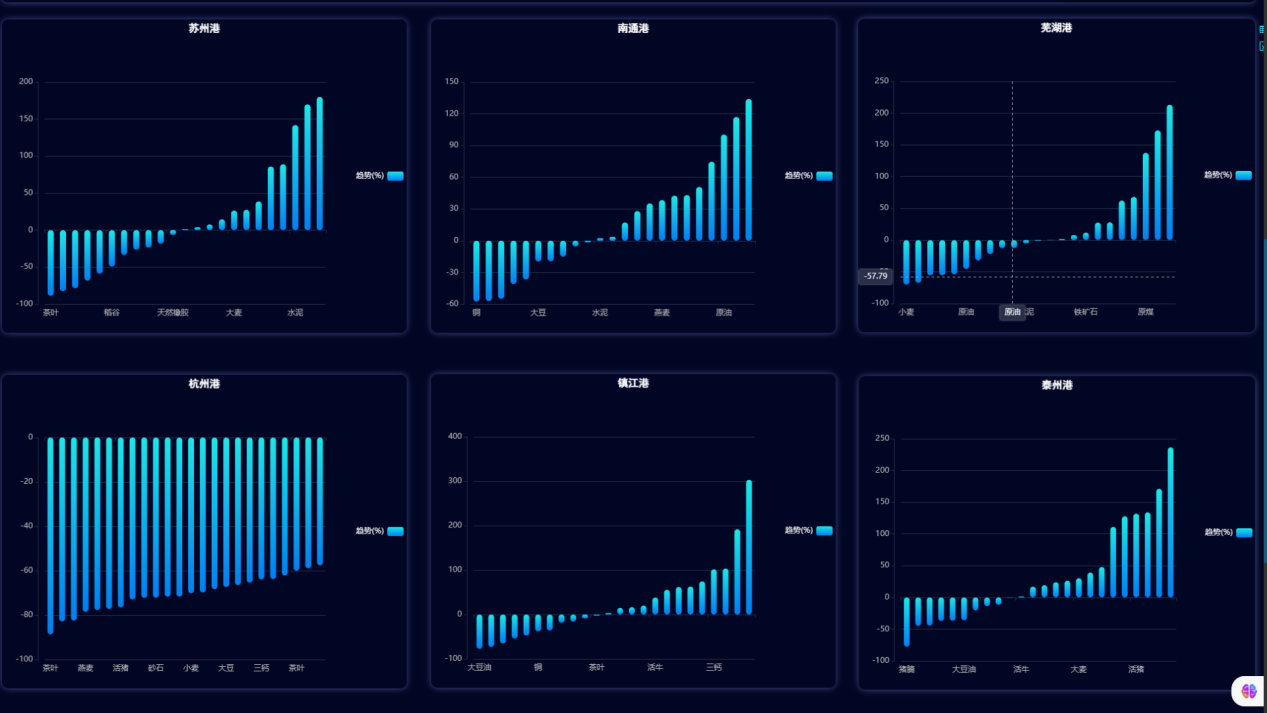 苏州港
200
150
100
50
0
-50
-100
茶叶 稻谷 天然橡胶 大麦 水泥
趋势(%)
南通港
150
120
90
60
30
0
-30
-60
铜 大豆 水泥 燕麦 原油
趋势(%)
芜湖港
250
200
150
100
50
0
-57.79
-100
小麦 原油 原油 泥 铁矿石 原煤
趋势(%)
杭州港
0
-20
-40
-60
-80
-100
茶叶 燕麦 活猪 砂石 小麦 大豆 三钙 茶叶
趋势(%)
镇江港
400
300
200
100
0
-100
大豆油 铜 茶叶 活牛 三钙
趋势(%)
泰州港
250
200
150
100
50
0
-50
-100
猪脑 大豆油 活牛 大麦 活猪
趋势(%)